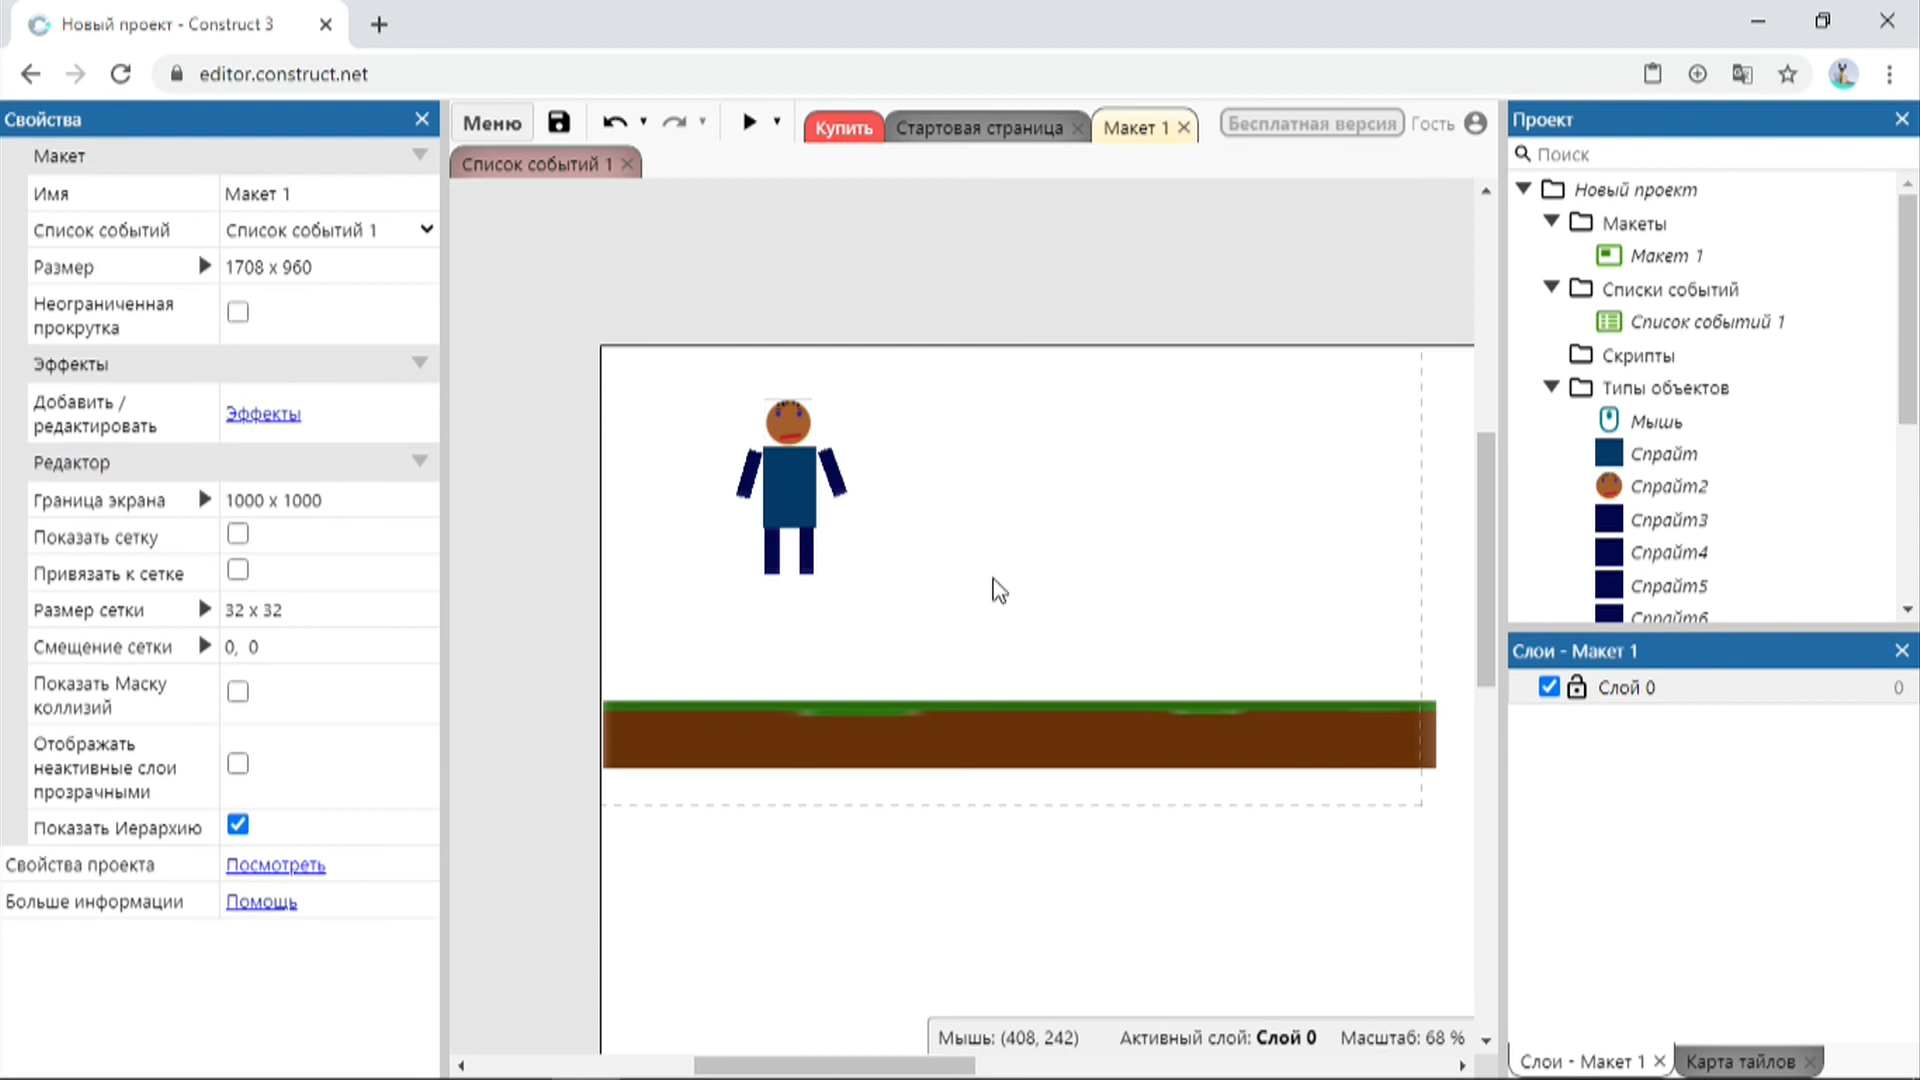 Новый проект - Construct 3
editor.construct.net
Свойства
Макет
Имя
Макет 1
Список событий
Список событий 1
Размер
1708 x 960
Неограниченная
прокрутка
Эффекты
Добавить /
редактировать
Эффекты
Редактор
Граница экрана
1000 x 1000
Показать сетку
Привязать к сетке
Размер сетки
32 x 32
Смещение сетки
0, 0
Показать Маску
коллизий
Отображать
неактивные слои
прозрачными
Показать Иерархию
Свойства проекта
Посмотреть
Больше информации
Помощь
Меню
Купить
Стартовая страница
Макет 1
Бесплатная версия
Гость
Список событий 1
Мышь: (408, 242)
Активный слой: Слой 0
Масштаб: 68 %
Проект
Поиск
Новый проект
Макеты
Макет 1
Списки событий
Список событий 1
Скрипты
Типы объектов
Мышь
Спрайт
Спрайт2
Спрайт3
Спрайт4
Спрайт5
Спрайт6
Слои - Макет 1
Слой 0
0
Слои - Макет 1
Карта тайлов